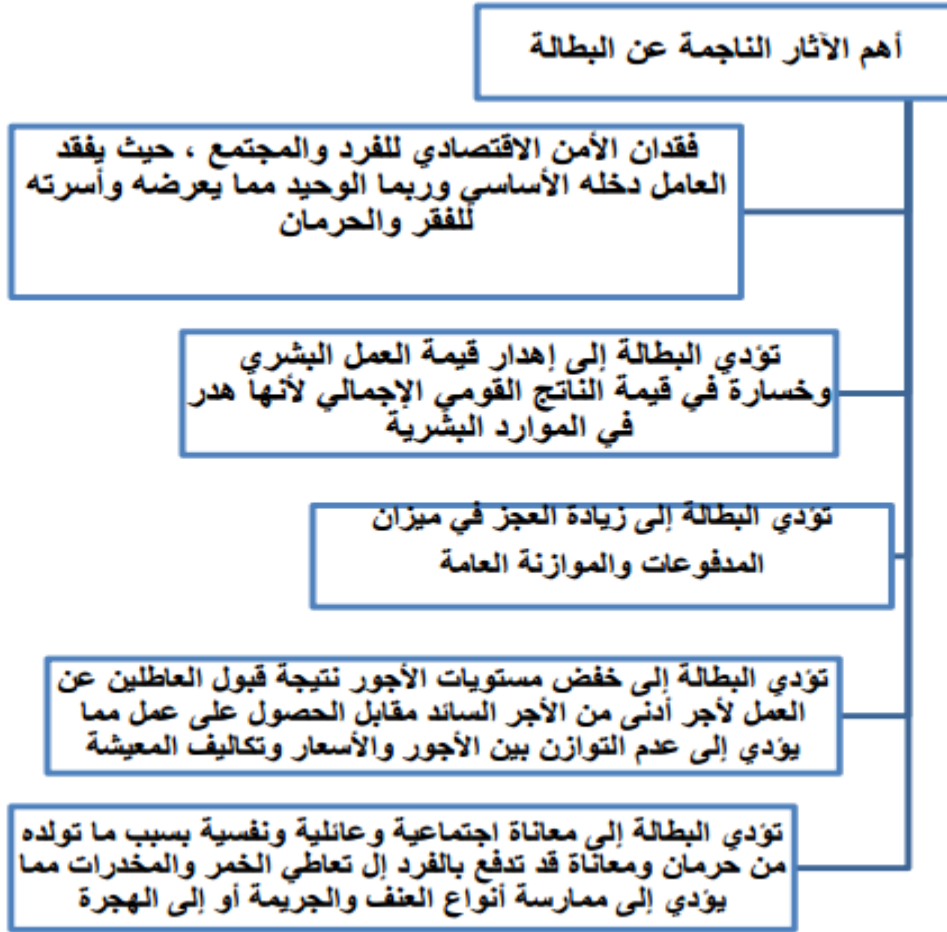 أهم الآثار الناجمة عن البطالة
فقدان الأمن الاقتصادي للفرد والمجتمع ، حيث يفقد
العامل دخله الأساسي وربما الوحيد مما يعرضه وأسرته
للفقر والحرمان
تؤدي البطالة إلى إهدار قيمة العمل البشري
وخسارة في قيمة الناتج القومي الإجمالي لأنها هدر
في الموارد البشرية
تؤدي البطالة إلى زيادة العجز في ميزان
المدفوعات والموازنة العامة
تؤدي البطالة إلى خفض مستويات الأجور نتيجة قبول العاطلين عن
العمل لأجر أدنى من الأجر السائد مقابل الحصول على عمل مما
يؤدي إلى عدم التوازن بين الأجور والأسعار وتكاليف المعيشة
تؤدي البطالة إلى معاناة اجتماعية وعائلية ونفسية بسبب ما تولده
من حرمان ومعاناة قد تدفع بالفرد إل تعاطي الخمر والمخدرات مما
يؤدي إلى ممارسة أنواع العنف والجريمة أو إلى الهجرة